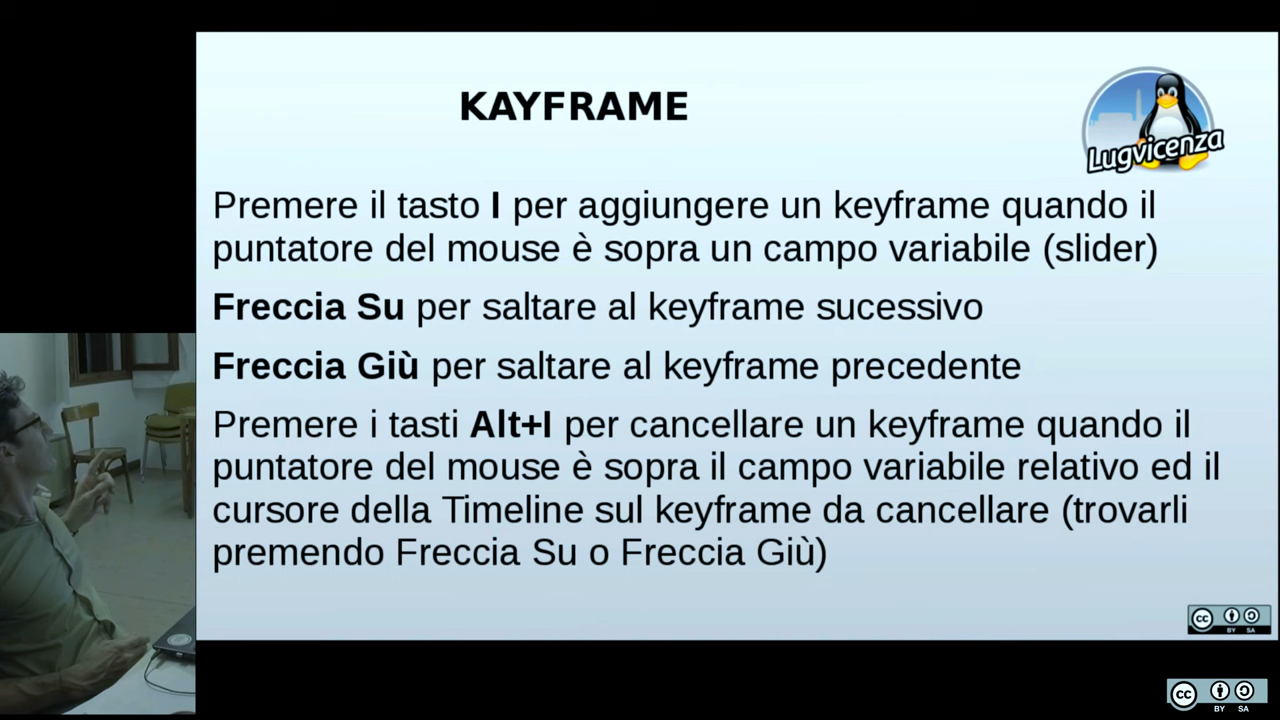 KAYFRAME
Lugvicenza
Premere il tasto I per aggiungere un keyframe quando il
puntatore del mouse è sopra un campo variabile (slider)
Freccia Su per saltare al keyframe sucessivo
Freccia Giù per saltare al keyframe precedente
Premere i tasti Alt+I per cancellare un keyframe quando il
puntatore del mouse è sopra il campo variabile relativo ed il
cursore della Timeline sul keyframe da cancellare (trovarli
premendo Freccia Su o Freccia Giù)
cc BY SA
cc BY SA